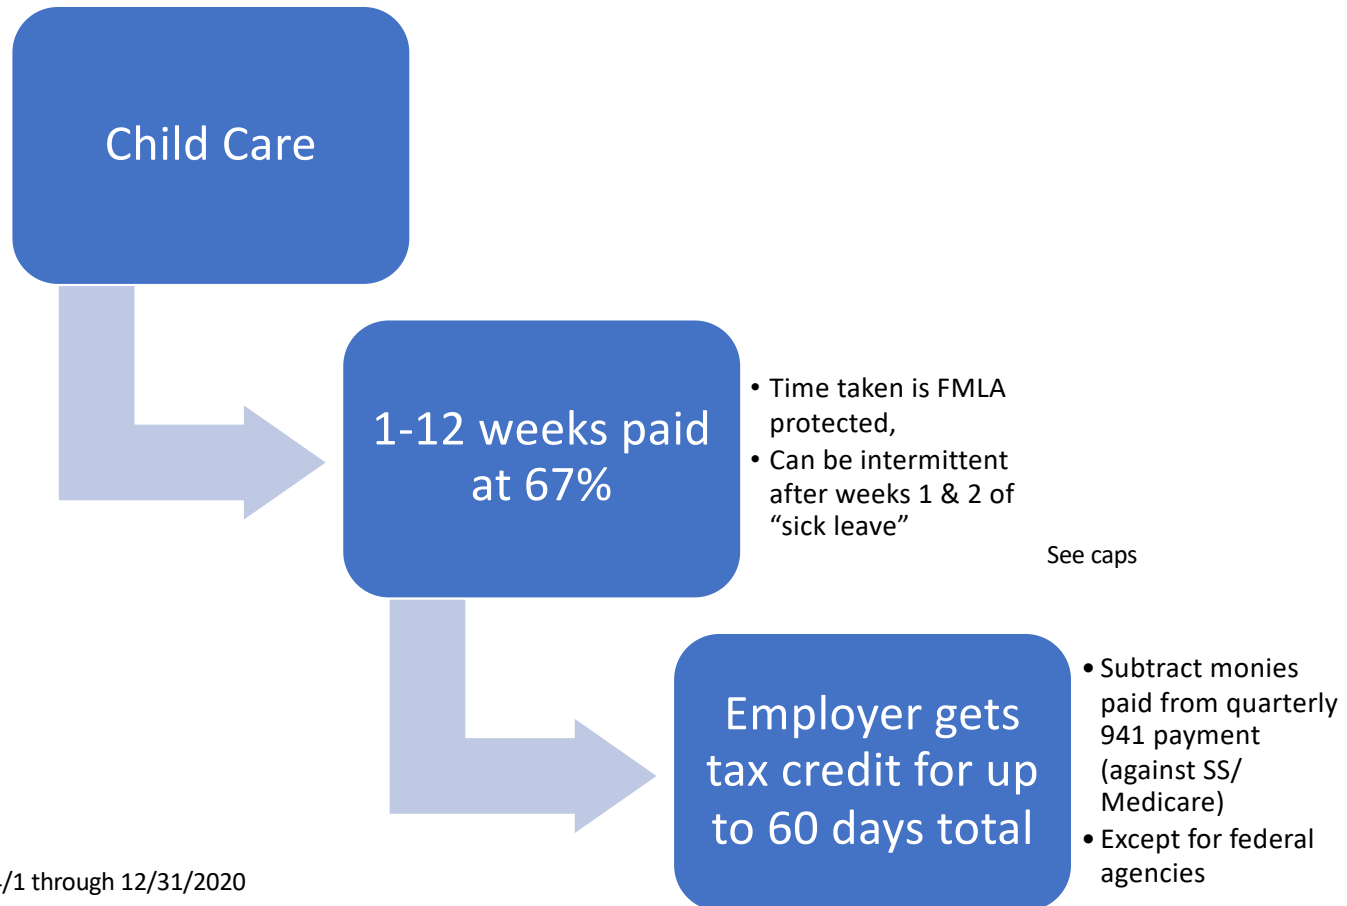 Child Care
1-12 weeks paid
at 67%
• Time taken is FMLA
protected,
• Can be intermittent
after weeks 1 & 2 of
“sick leave”
See caps
Employer gets
tax credit for up
to 60 days total
• Subtract monies
paid from quarterly
941 payment
(against SS/
Medicare)
• Except for federal
agencies
/1 through 12/31/2020